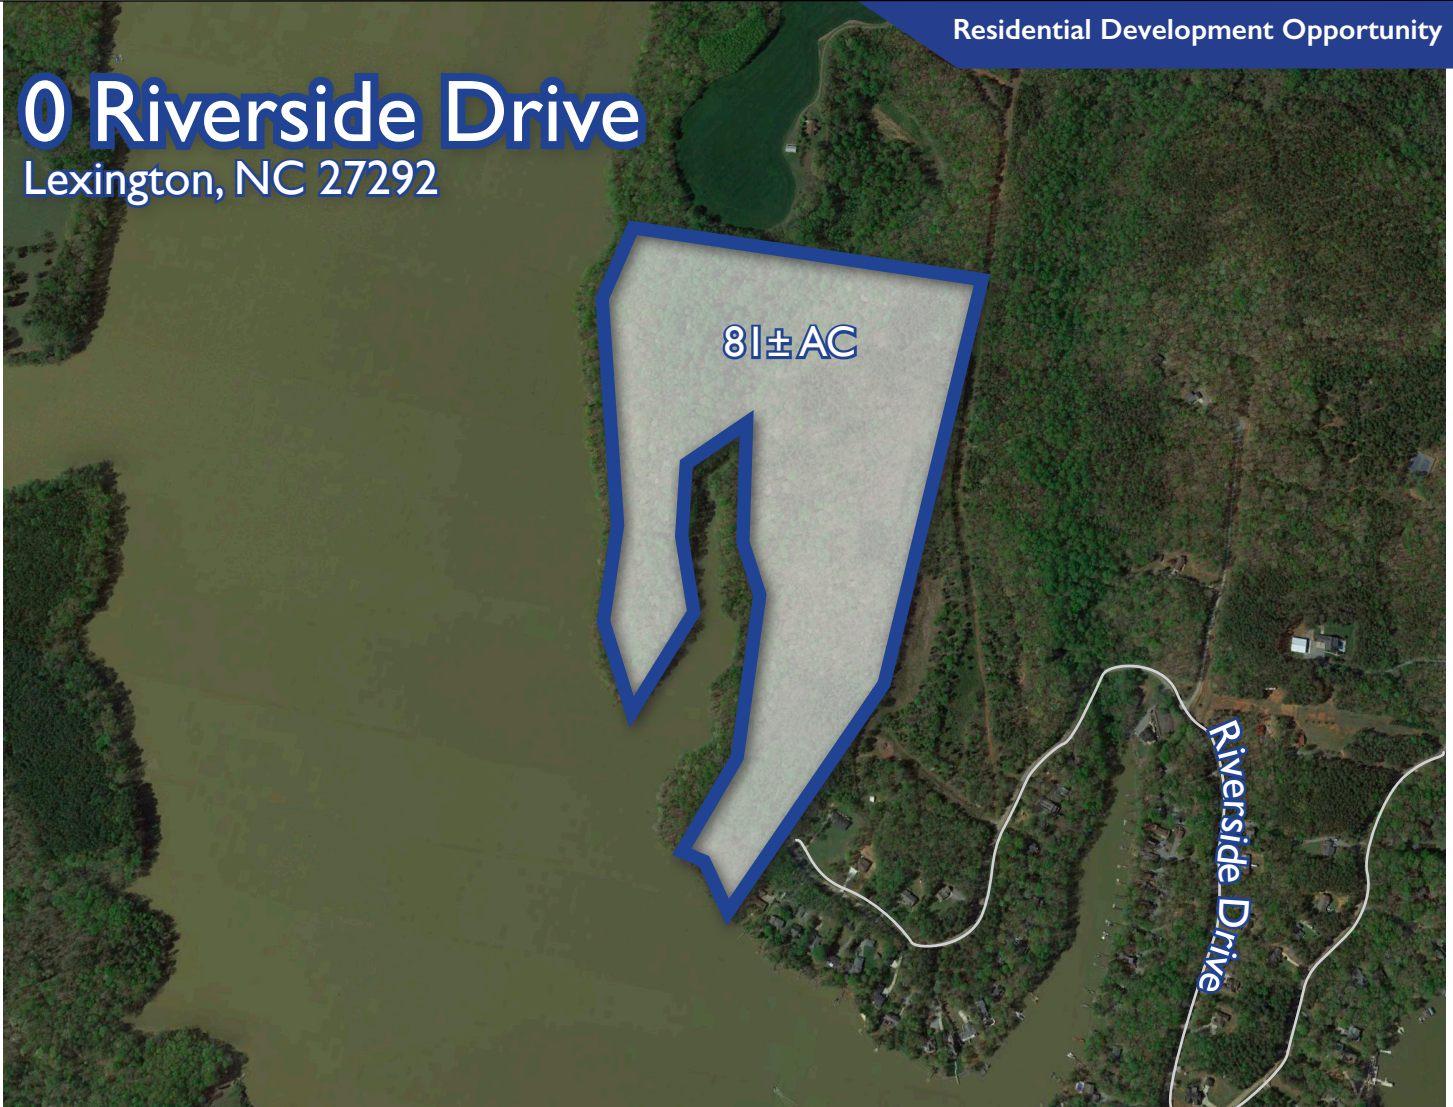 Residential Development Opportunity
0 Riverside Drive
Lexington, NC 27292
81± AC
Riverside Drive